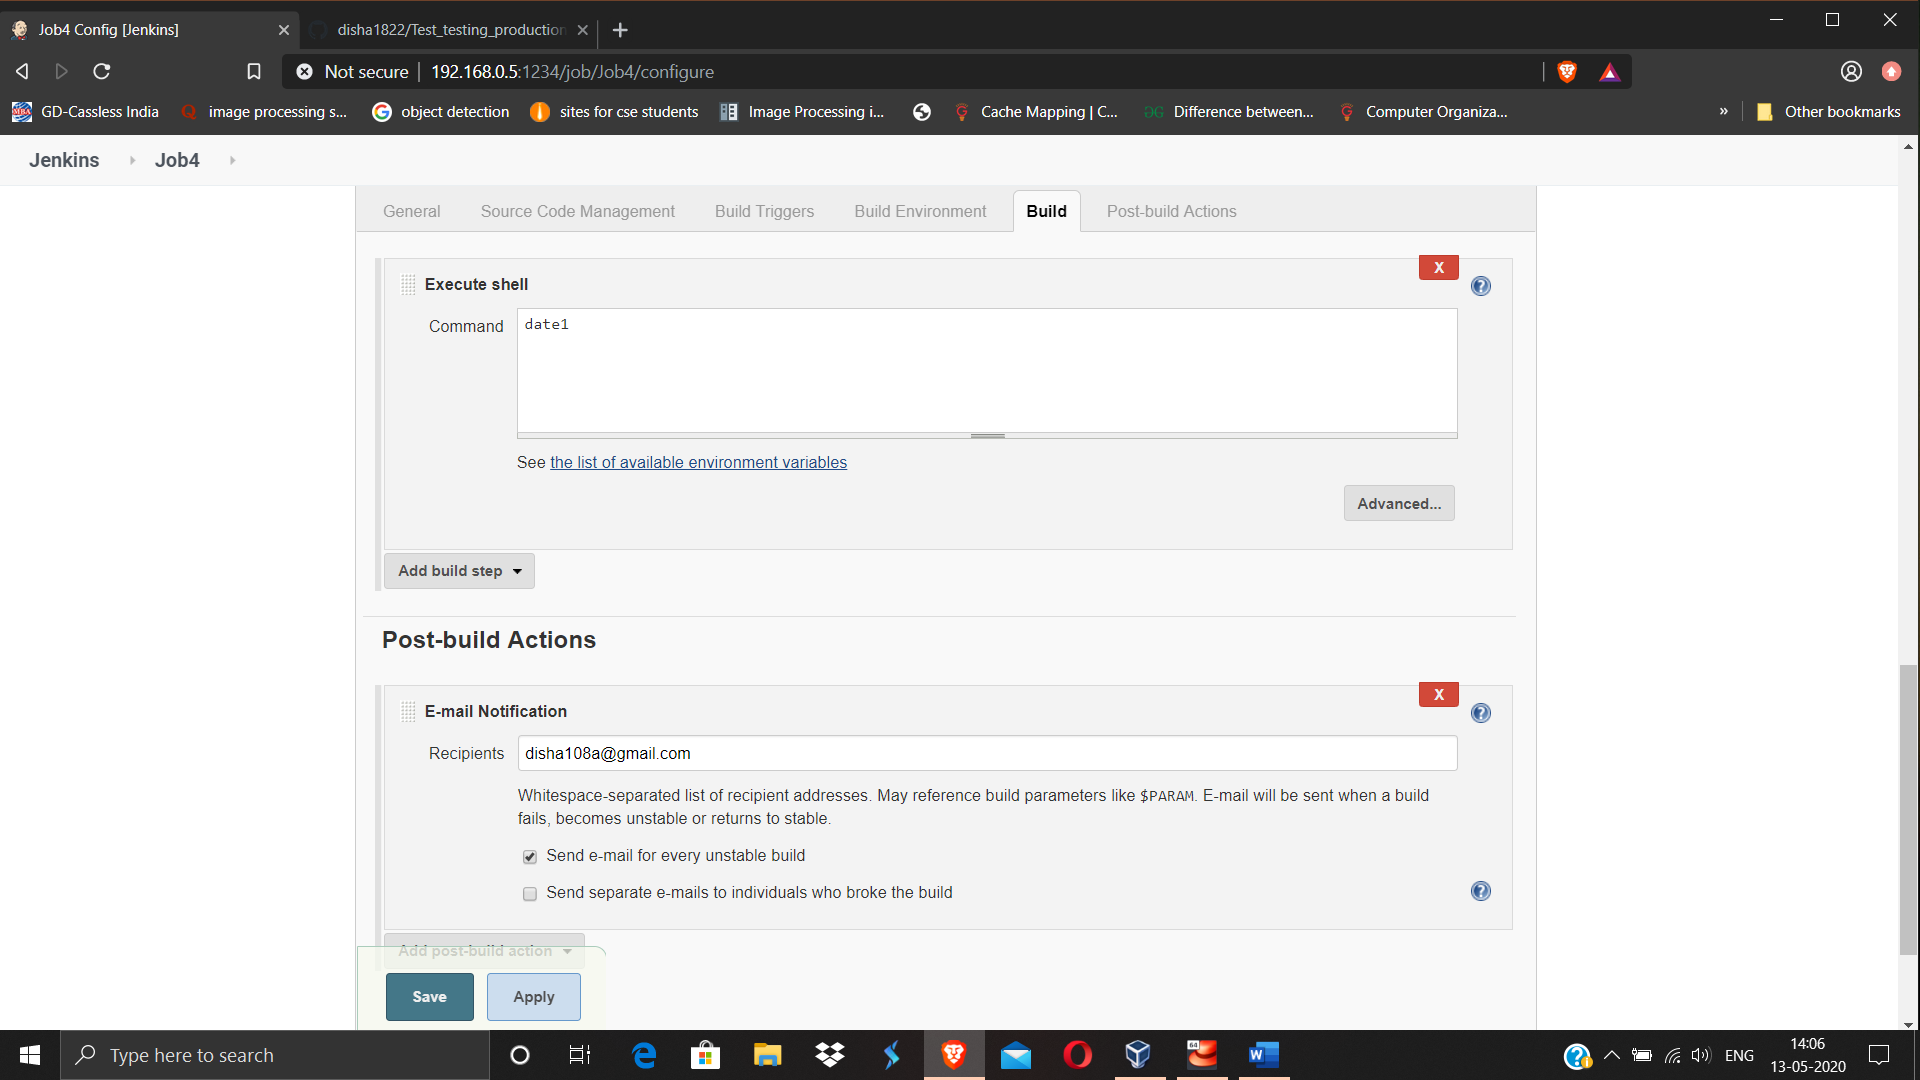 Job4 Config [Jenkins]
disha1822/Test_testing_production
Not secure
192.168.0.5:1234/job/Job4/configure
GD-Cassless India
image processing s...
object detection
sites for cse students
Image Processing i...
Cache Mapping | C...
Difference between...
Computer Organiza...
»
Other bookmarks
Jenkins
Job4
General
Source Code Management
Build Triggers
Build Environment
Build
Post-build Actions
X
Execute shell
Command
date1
See the list of available environment variables
Advanced...
Add build step
Post-build Actions
X
E-mail Notification
Recipients
disha108a@gmail.com
Whitespace-separated list of recipient addresses. May reference build parameters like $PARAM. E-mail will be sent when a build
fails, becomes unstable or returns to stable.
Send e-mail for every unstable build
Send separate e-mails to individuals who broke the build
Add post-build action
Save
Apply
Type here to search
64
ENG
14:06
13-05-2020